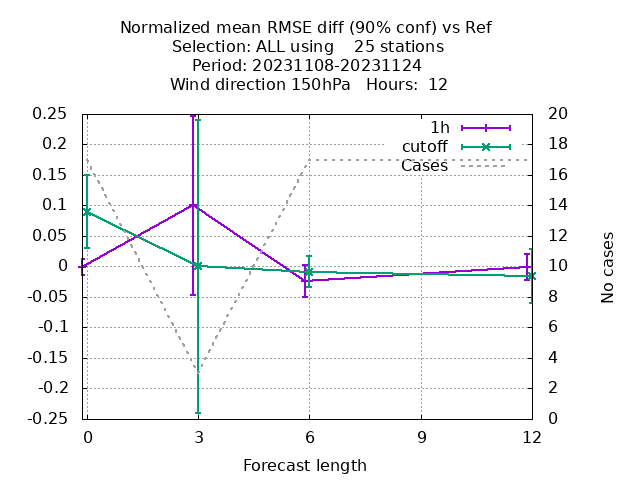 Normalized mean RMSE diff (90% conf) vs Ref
Selection: ALL using    25 stations
Period: 20231108-20231124
Wind direction 150hPa   Hours:  12
1h
cutoff
Cases
0.25
0.2
0.15
0.1
0.05
0
-0.05
-0.1
-0.15
-0.2
-0.25
20
18
16
14
12
10
8
6
4
2
0
No cases
0 3 6 9 12
Forecast length